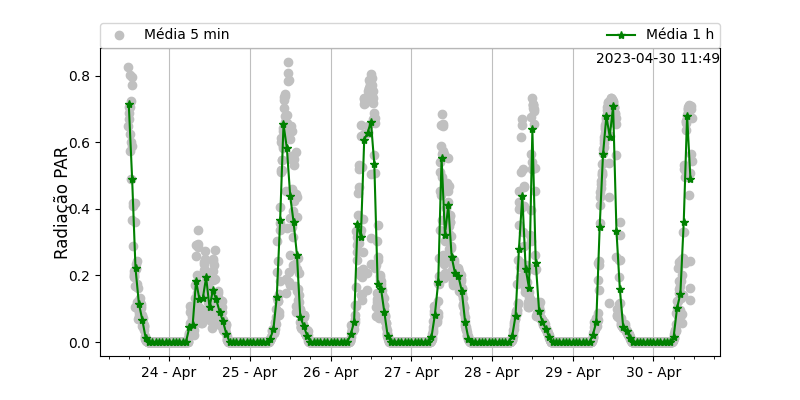 Média 5 min
Média 1 h
2023-04-30 11:49
Radiação PAR
0.8
0.6
0.4
0.2
0.0
24 - Apr
25 - Apr
26 - Apr
27 - Apr
28 - Apr
29 - Apr
30 - Apr